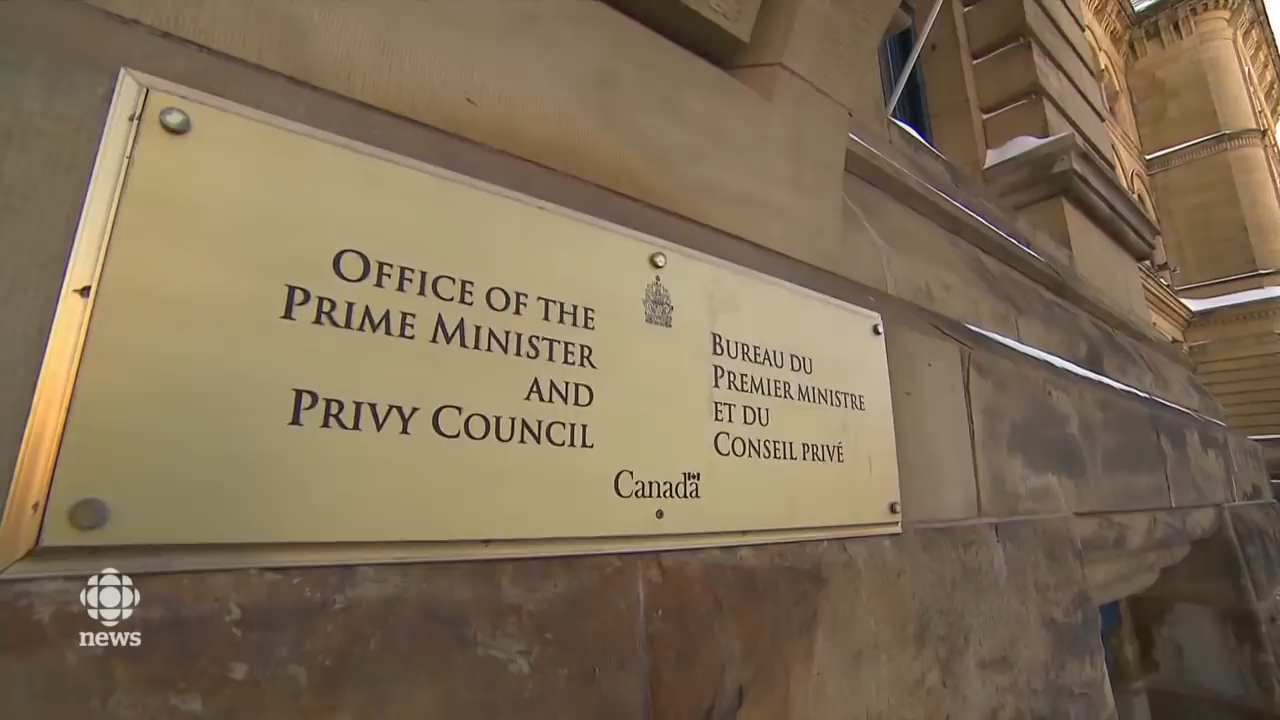 OFFICE OF THE
PRIME MINISTER
AND
PRIVY COUNCIL
BUREAU DU
PREMIER MINISTRE
ET DU
CONSEIL PRIVÉ
Canada
news